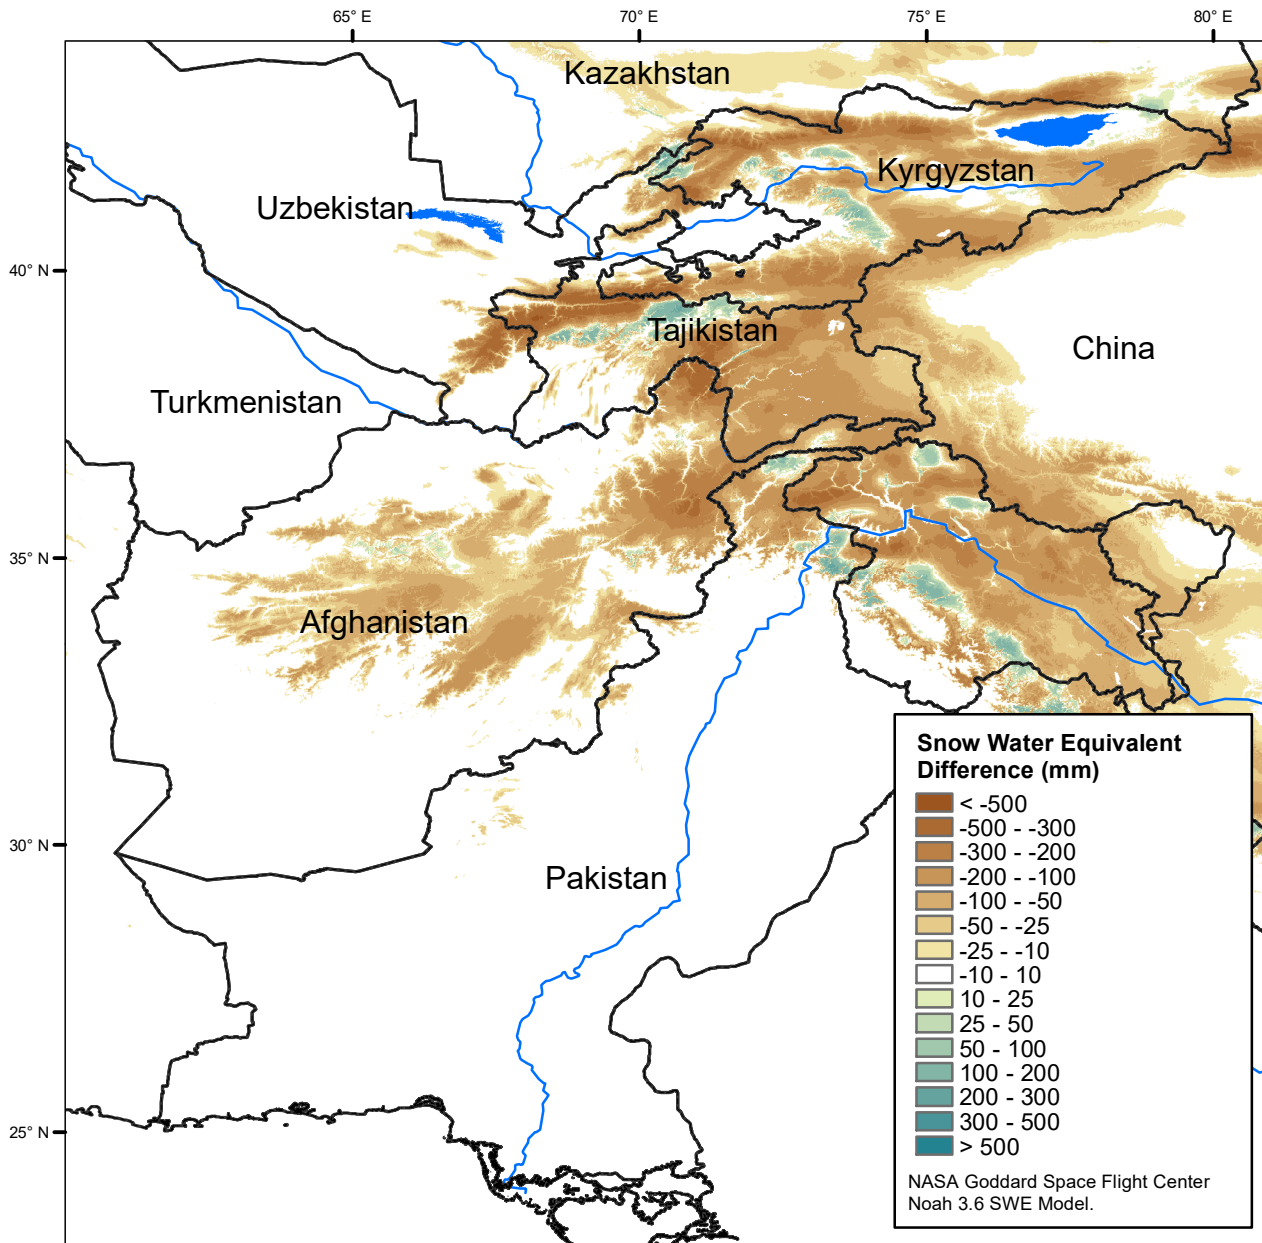 65° E
70° E
75° E
80° E
Kazakhstan
Kyrgyzstan
Uzbekistan
40° N
Tajikistan
China
Turkmenistan
35° N
Afghanistan
Snow Water Equivalent
Difference (mm)
< -500
-500 - -300
-300 - -200
-200 - -100
-100 - -50
-50 - -25
-25 - -10
-10 - 10
10 - 25
25 - 50
50 - 100
100 - 200
200 - 300
300 - 500
> 500
NASA Goddard Space Flight Center
Noah 3.6 SWE Model.
30° N
Pakistan
25° N